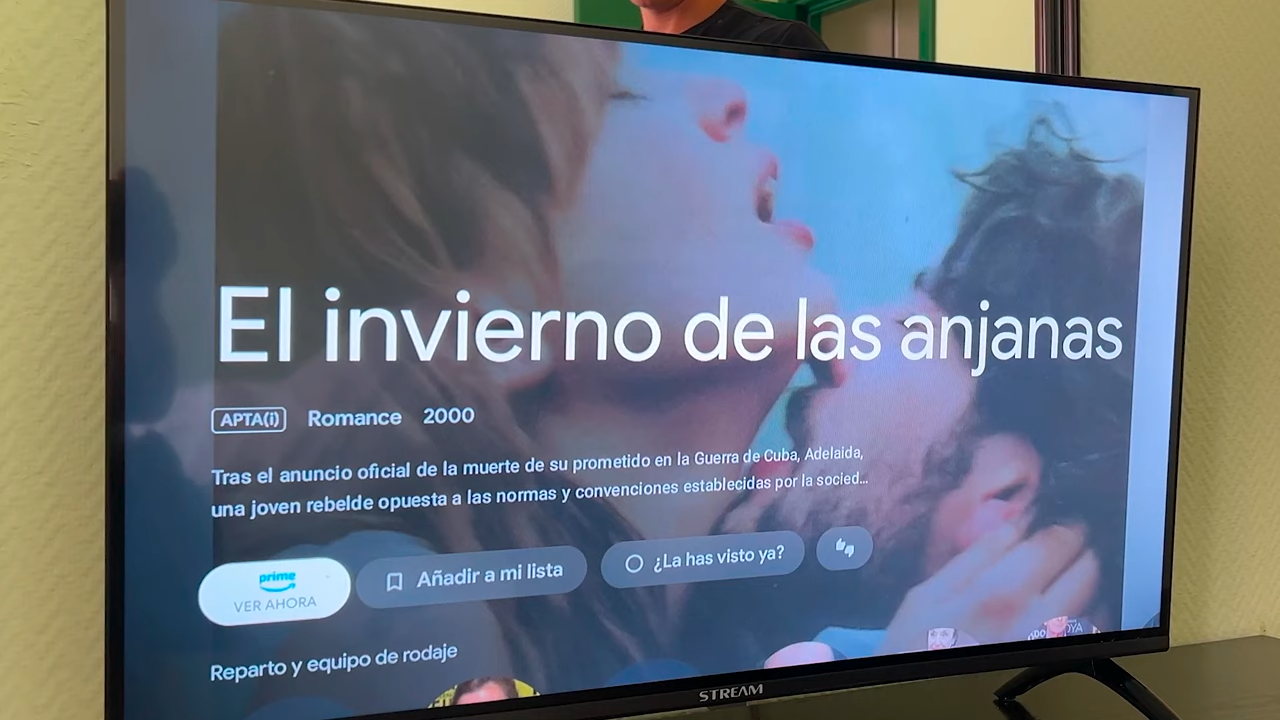 El invierno de las anjanas
APTA(i) Romance 2000
Tras el anuncio oficial de la muerte de su prometido en la Guerra de Cuba, Adelaida,
una joven rebelde opuesta a las normas y convenciones establecidas por la socied...
prime
VER AHORA
Añadir a mi lista
¿La has visto ya?
Reparto y equipo de rodaje
STREAM